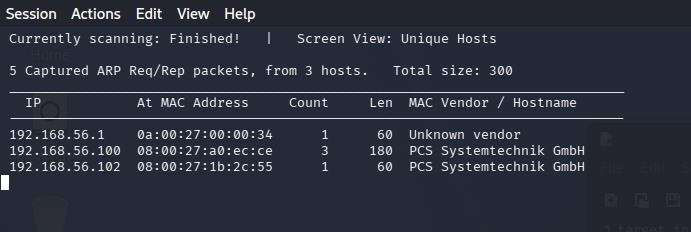 Session Actions Edit View Help
Currently scanning: Finished! | Screen View: Unique Hosts
5 Captured ARP Req/Rep packets, from 3 hosts. Total size: 300
IP At MAC Address Count Len MAC Vendor / Hostname
192.168.56.1 0a:00:27:00:00:34 1 60 Unknown vendor
192.168.56.100 08:00:27:a0:ec:ce 3 180 PCS Systemtechnik GmbH
192.168.56.102 08:00:27:1b:2c:55 1 60 PCS Systemtechnik GmbH
File Edit S